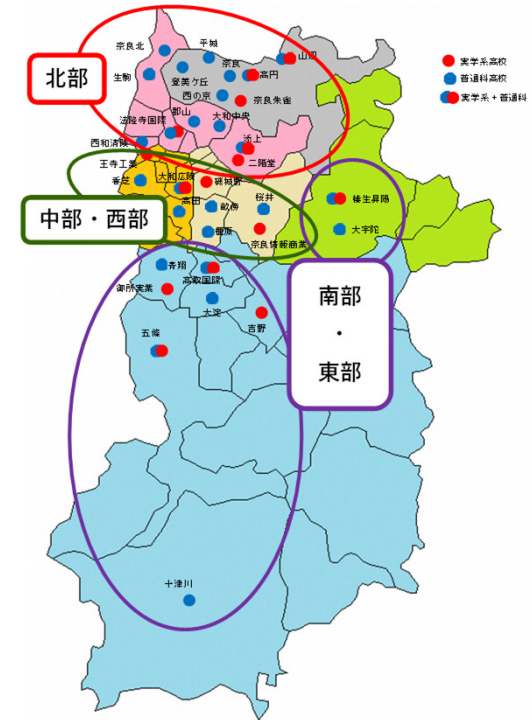 奈良北
平城
奈良
山辺
実学系高校
普通科高校
実学系+普通科
北部
生駒
登美ケ丘
高円
西の京
奈良朱雀
郡山
大和中央
法隆寺国際
西和清陵
添上
二階堂
王寺工業
香芝
大和広陵
磯城野
榛生昇陽
中部・西部
高田
畝傍
桜井
橿原
奈良情報商業
大宇陀
青翔
高取国際
御所実業
大淀
吉野
五條
南部
・
東部
十津川